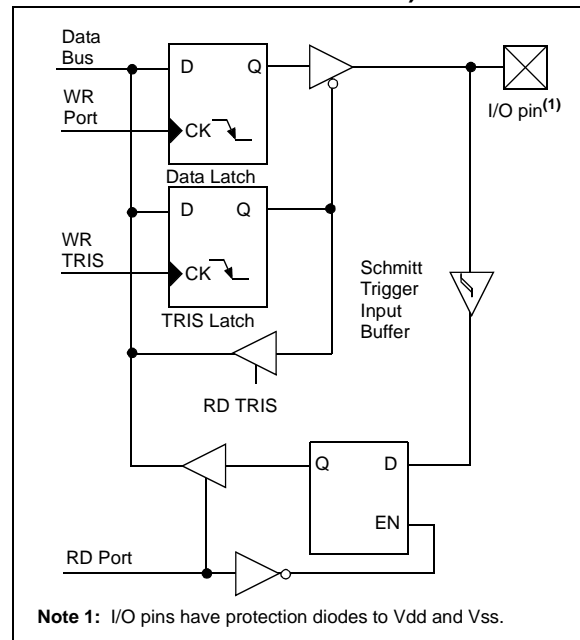 Data
Bus
D Q
WR
Port
CK
I/O pin(1)
Data Latch
D Q
WR
TRIS
CK
Schmitt
Trigger
Input
Buffer
TRIS Latch
RD TRIS
Q D
EN
RD Port
Note 1: I/O pins have protection diodes to Vdd and Vss.